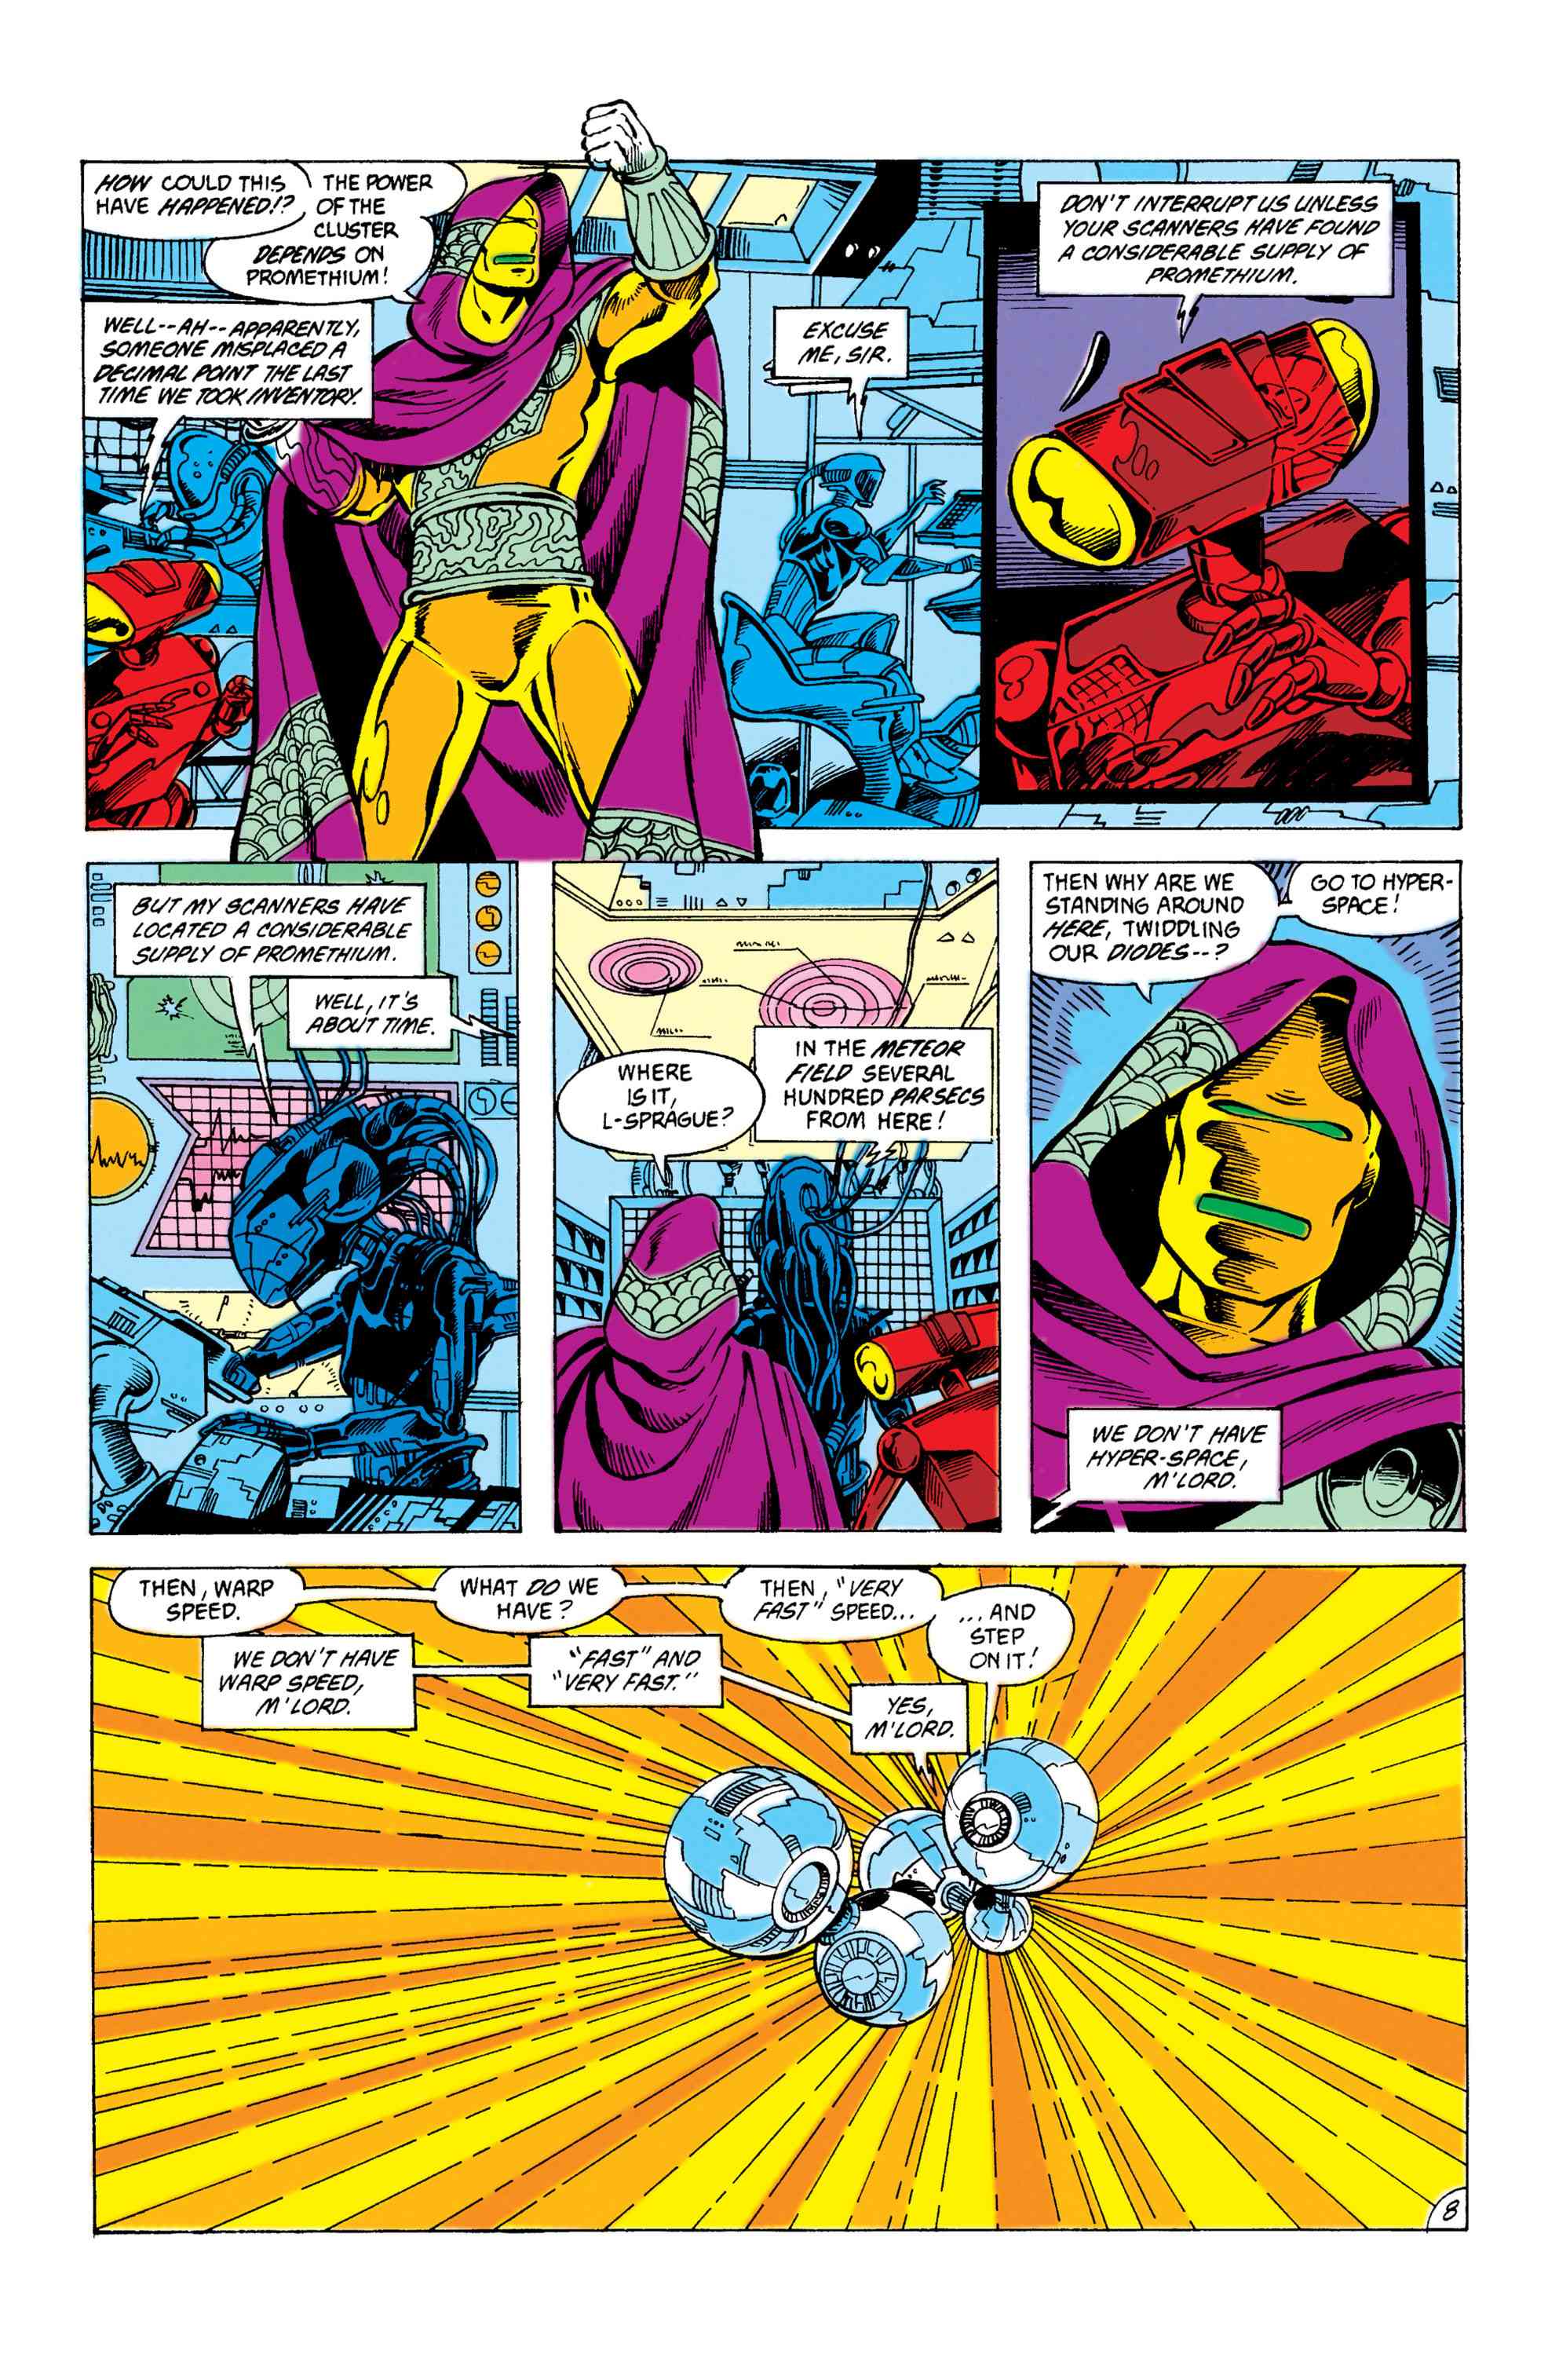 HOW COULD THIS
HAVE HAPPENED!?
THE POWER
OF THE
CLUSTER
DEPENDS ON
PROMETHIUM!
WELL--AH--APPARENTLY,
SOMEONE MISPLACED A
DECIMAL POINT THE LAST
TIME WE TOOK INVENTORY.
EXCUSE
ME, SIR.
DON'T INTERRUPT US UNLESS
YOUR SCANNERS HAVE FOUND
A CONSIDERABLE SUPPLY OF
PROMETHIUM.
BUT MY SCANNERS HAVE
LOCATED A CONSIDERABLE
SUPPLY OF PROMETHIUM.
WELL, IT'S
ABOUT TIME.
WHERE
IS IT,
L-SPRAGUE?
IN THE METEOR
FIELD SEVERAL
HUNDRED PARSECS
FROM HERE!
THEN WHY ARE WE
STANDING AROUND
HERE, TWIDDLING
OUR DIODES--?
GO TO HYPER-
SPACE!
WE DON'T HAVE
HYPER-SPACE,
M'LORD.
THEN, WARP
SPEED.
WE DON'T HAVE
WARP SPEED,
M'LORD.
WHAT DO WE
HAVE?
"FAST" AND
"VERY FAST."
THEN, "VERY
FAST" SPEED...
...AND
STEP
ON IT!
YES,
M'LORD.
8